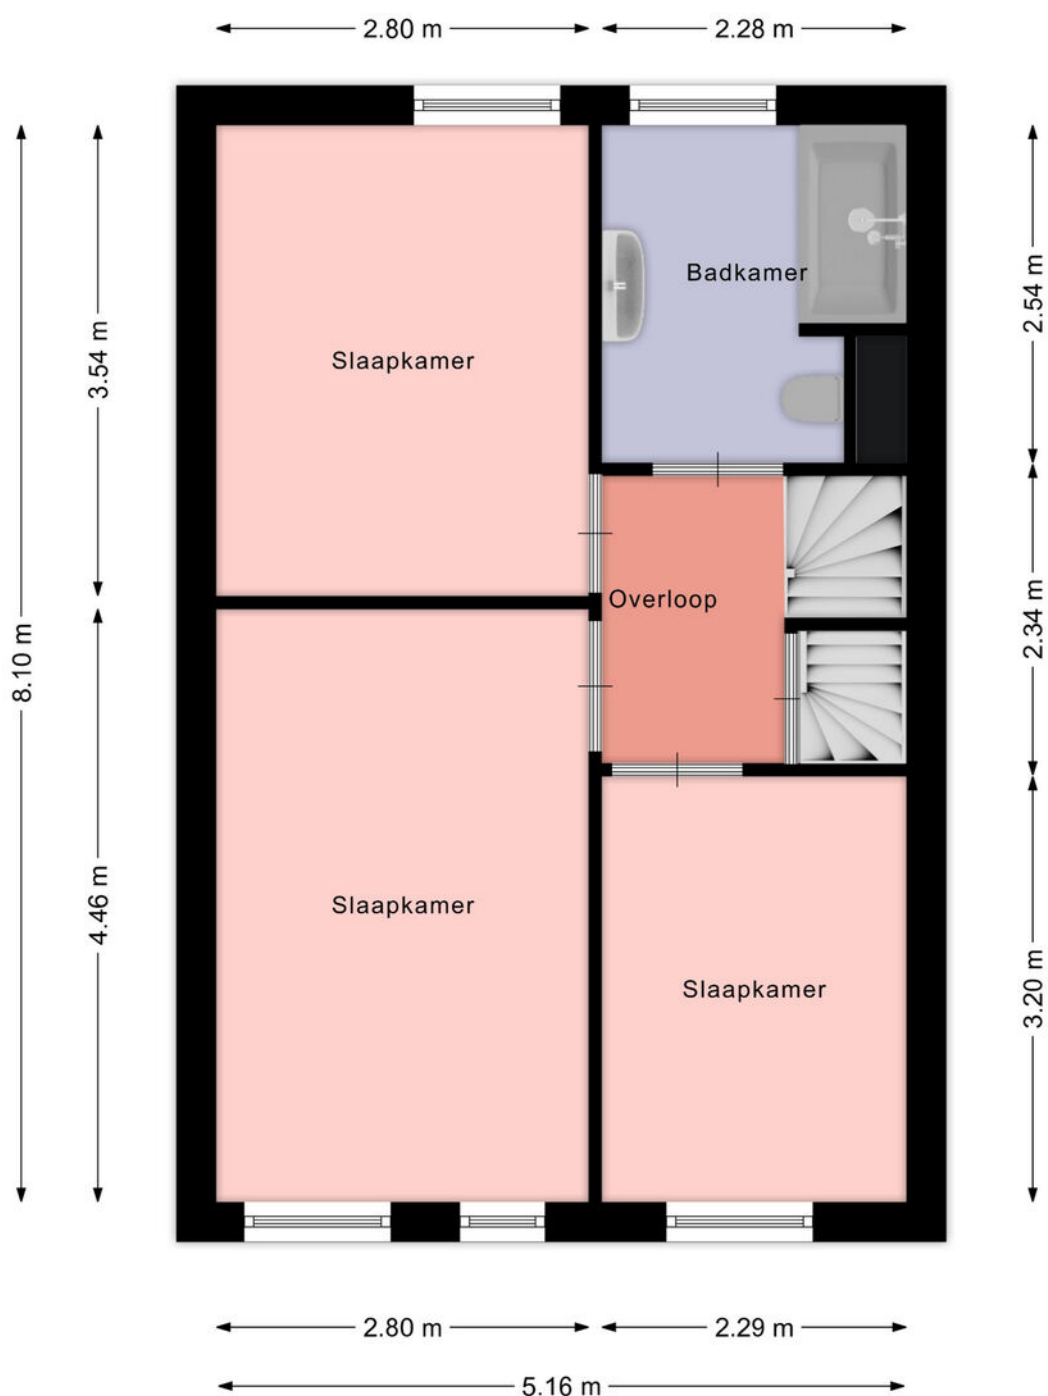 2.80 m
2.28 m
2.54 m
Badkamer
3.54 m
Slaapkamer
Overloop
2.34 m
8.10 m
4.46 m
Slaapkamer
Slaapkamer
3.20 m
2.80 m
2.29 m
5.16 m